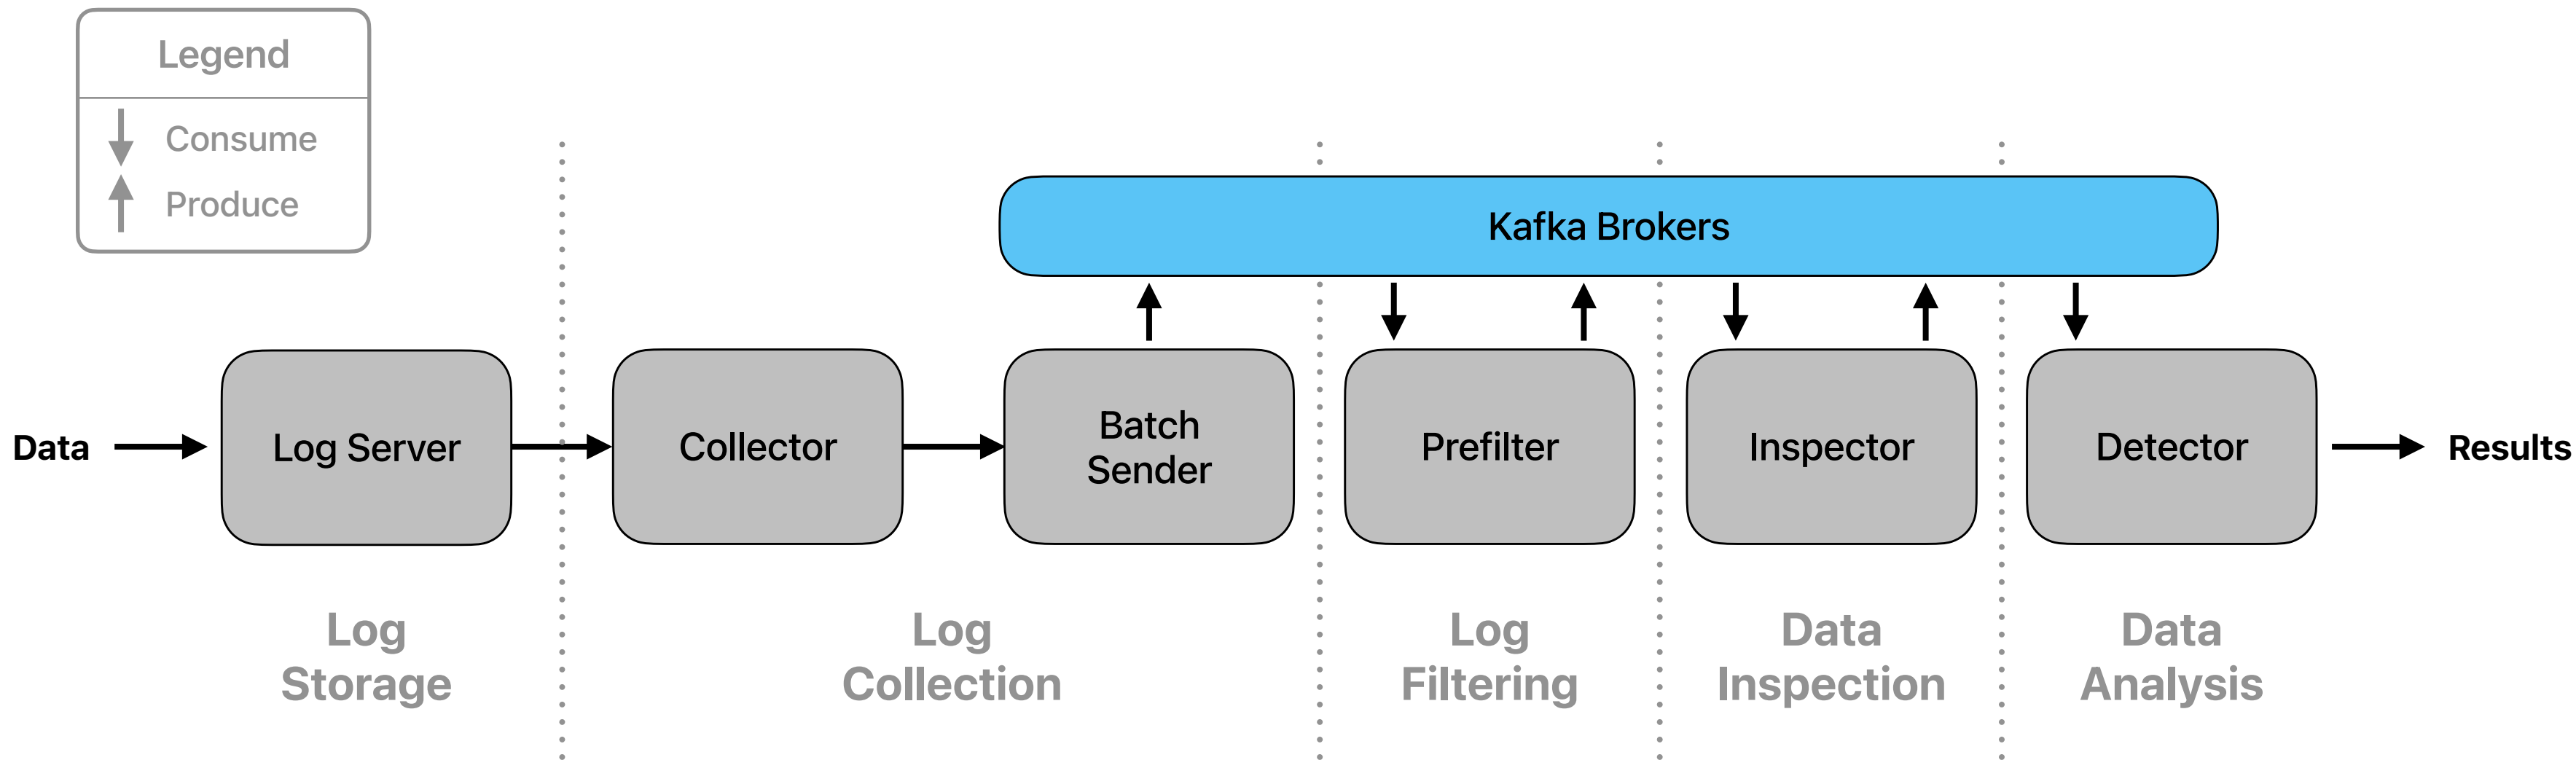 Legend
Consume
Produce
Kafka Brokers
Data
Log Server
Collector
Batch
Sender
Prefilter
Inspector
Detector
Results
Log
Storage
Log
Collection
Log
Filtering
Data
Inspection
Data
Analysis